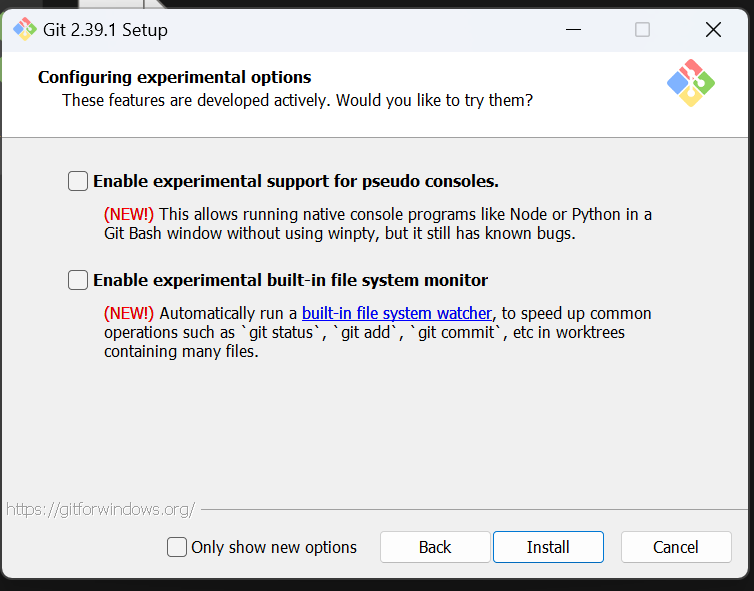 Git 2.39.1 Setup
Configuring experimental options
These features are developed actively. Would you like to try them?
Enable experimental support for pseudo consoles.
(NEW!) This allows running native console programs like Node or Python in a
Git Bash window without using winpty, but it still has known bugs.
Enable experimental built-in file system monitor
(NEW!) Automatically run a built-in file system watcher, to speed up common
operations such as `git status`, `git add`, `git commit`, etc in worktrees
containing many files.
https://gitforwindows.org/
Only show new options
Back
Install
Cancel